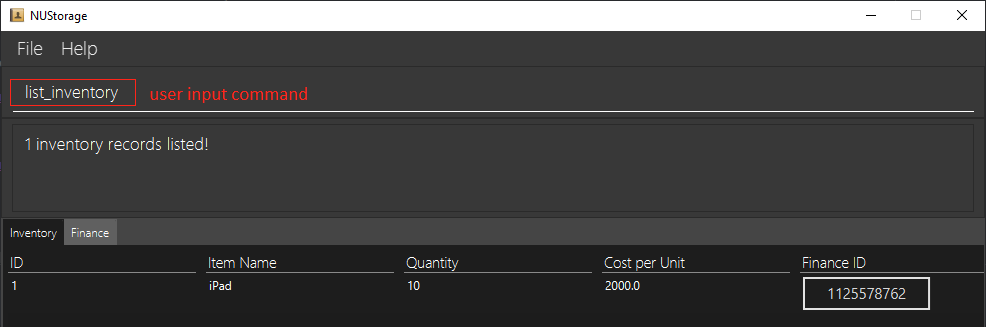 NUStorage
File Help
list_inventory user input command
1 inventory records listed!
Inventory Finance
ID Item Name Quantity Cost per Unit Finance ID
1 iPad 10 2000.0 1125578762